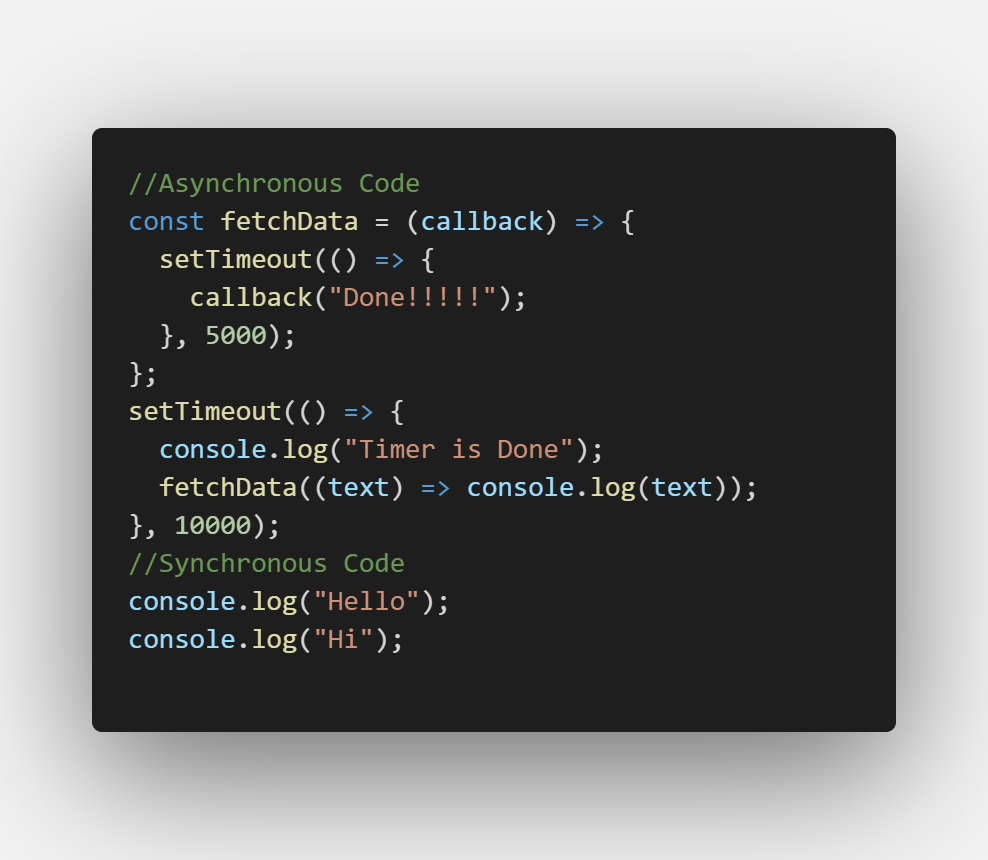 //Asynchronous Code
const fetchData = (callback) => {
  setTimeout(() => {
    callback("Done!!!!!");
  }, 5000);
};
setTimeout(() => {
  console.log("Timer is Done");
  fetchData((text) => console.log(text));
}, 10000);
//Synchronous Code
console.log("Hello");
console.log("Hi");